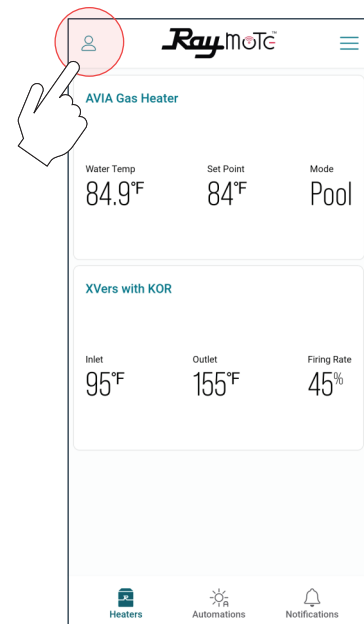 Raymote™
AVIA Gas Heater
Water Temp Set Point Mode
84.9°F 84°F Pool
XVers with KOR
Inlet Outlet Firing Rate
95°F 155°F 45%
R A
Heaters Automations Notifications